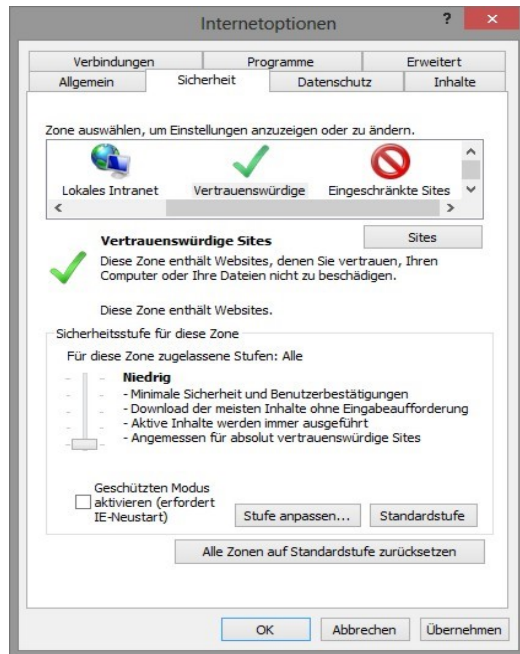 Internetoptionen
Verbindungen Programme Erweitert
Allgemein Sicherheit Datenschutz Inhalte
Zone auswählen, um Einstellungen anzuzeigen oder zu ändern.
Lokales Intranet Vertrauenswürdige Eingeschränkte Sites
Vertrauenswürdige Sites
Sites
Diese Zone enthält Websites, denen Sie vertrauen, Ihren
Computer oder Ihre Dateien nicht zu beschädigen.
Diese Zone enthält Websites.
Sicherheitsstufe für diese Zone
Für diese Zone zugelassene Stufen: Alle
Niedrig
- Minimale Sicherheit und Benutzerbestätigungen
- Download der meisten Inhalte ohne Eingabeaufforderung
- Aktive Inhalte werden immer ausgeführt
- Angemessen für absolut vertrauenswürdige Sites
Geschützten Modus
aktivieren (erfordert
IE-Neustart)
Stufe anpassen... Standardstufe
Alle Zonen auf Standardstufe zurücksetzen
OK Abbrechen Übernehmen